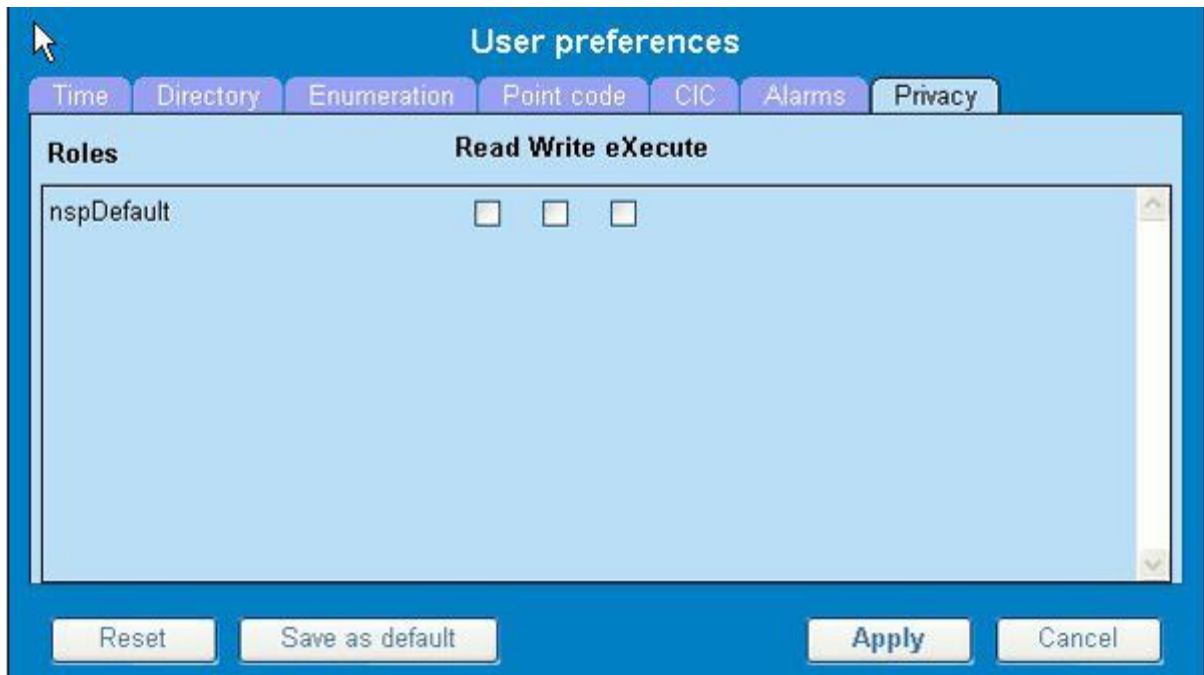 User preferences
Time Directory Enumeration Point code CIC Alarms Privacy
Roles Read Write eXecute
nspDefault
Reset Save as default Apply Cancel